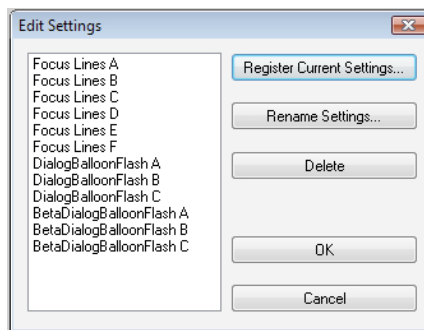 Edit Settings
Focus Lines A
Focus Lines B
Focus Lines C
Focus Lines D
Focus Lines E
Focus Lines F
DialogBalloonFlash A
DialogBalloonFlash B
DialogBalloonFlash C
BetaDialogBalloonFlash A
BetaDialogBalloonFlash B
BetaDialogBalloonFlash C
Register Current Settings...
Rename Settings...
Delete
OK
Cancel